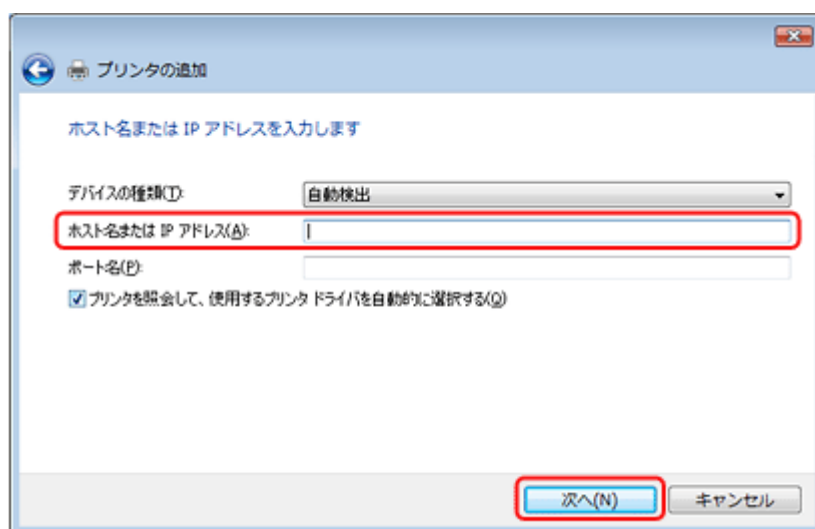 プリンタの追加
ホスト名または IP アドレスを入力します
デバイスの種類(T): 自動検出
ホスト名または IP アドレス(A):
ポート名(P):
プリンタを照会して、使用するプリンタ ドライバを自動的に選択する(Q)
次へ(N) キャンセル